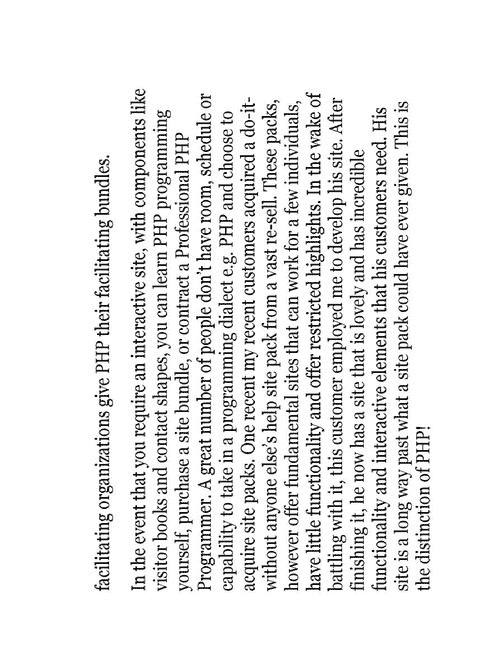 facilitating organizations give PHP their facilitating bundles.
In the event that you require an interactive site, with components like
visitor books and contact shapes, you can learn PHP programming
yourself, purchase a site bundle, or contract a Professional PHP
Programmer. A great number of people don't have room, schedule or
capability to take in a programming dialect e.g. PHP and choose to
acquire site packs. One recent my recent customers acquired a do-it-
without anyone else's help site pack from a vast re-sell. These packs,
however offer fundamental sites that can work for a few individuals,
have little functionality and offer restricted highlights. In the wake of
battling with it, this customer employed me to develop his site. After
finishing it, he now has a site that is lovely and has incredible
functionality and interactive elements that his customers need. His
site is a long way past what a site pack could have ever given. This is
the distinction of PHP!